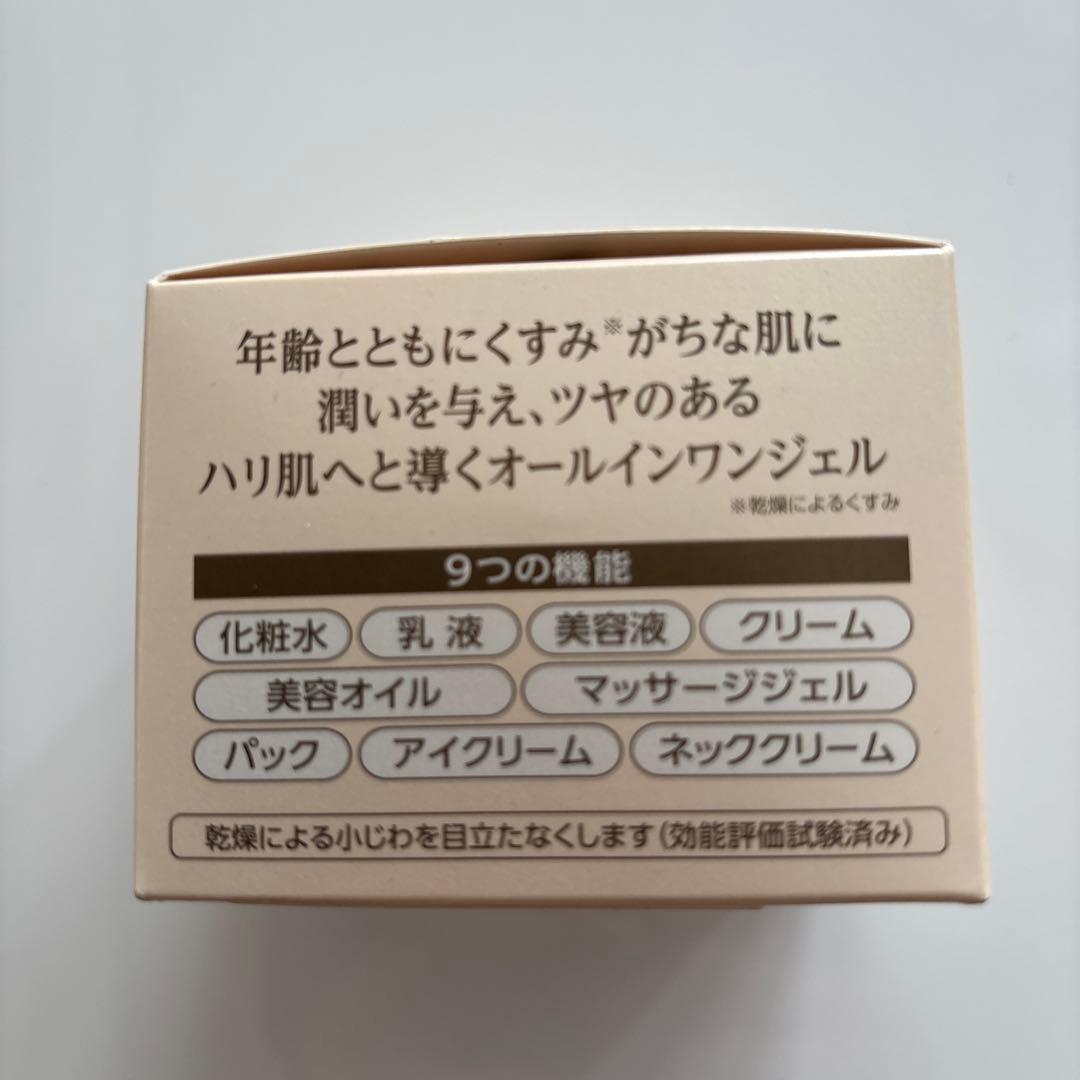 年齢とともにくすみ※がちな肌に
潤いを与え、ツヤのある
ハリ肌へと導くオールインワンジェル
※乾燥によるくすみ
9つの機能
化粧水 乳液 美容液 クリーム
美容オイル マッサージジェル
パック アイクリーム ネッククリーム
乾燥による小じわを目立たなくします(効能評価試験済み)